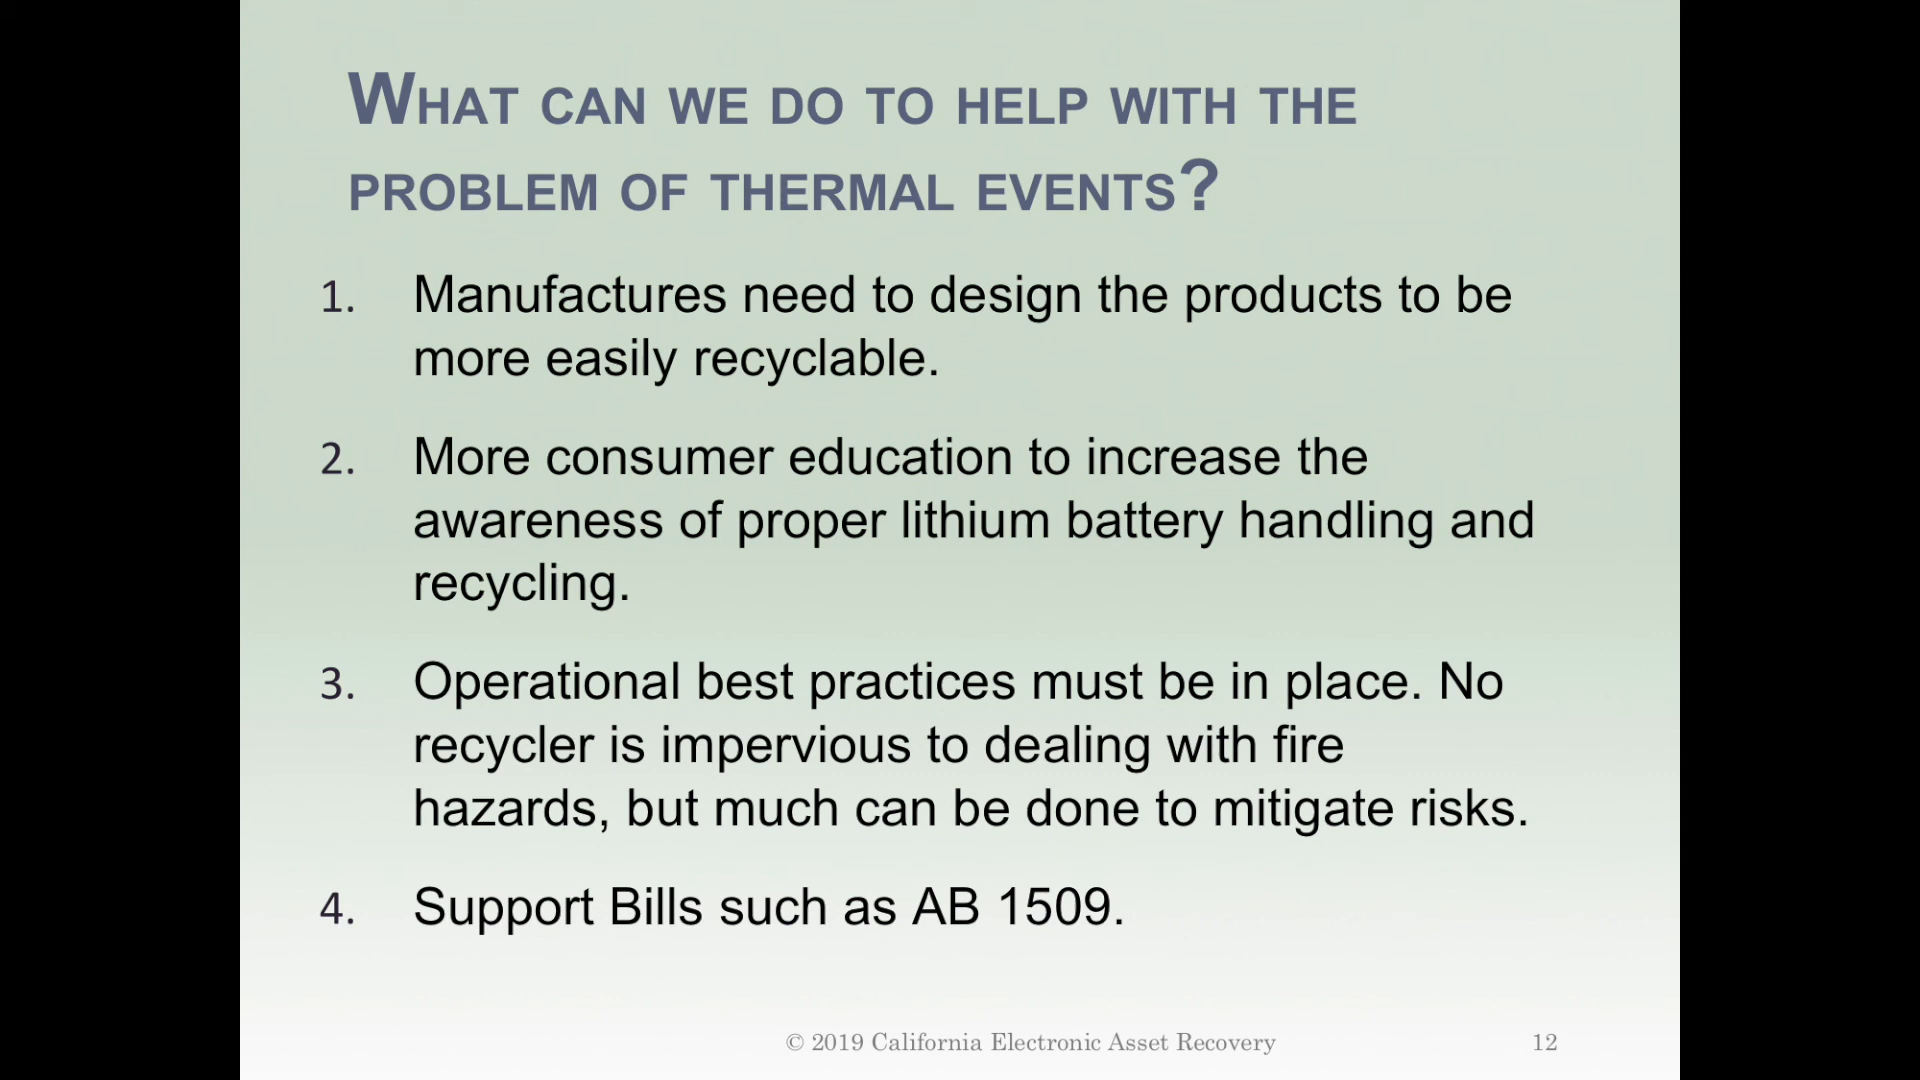 What can we do to help with the
problem of thermal events?
1. Manufactures need to design the products to be
more easily recyclable.
2. More consumer education to increase the
awareness of proper lithium battery handling and
recycling.
3. Operational best practices must be in place. No
recycler is impervious to dealing with fire
hazards, but much can be done to mitigate risks.
4. Support Bills such as AB 1509.
© 2019 California Electronic Asset Recovery 12